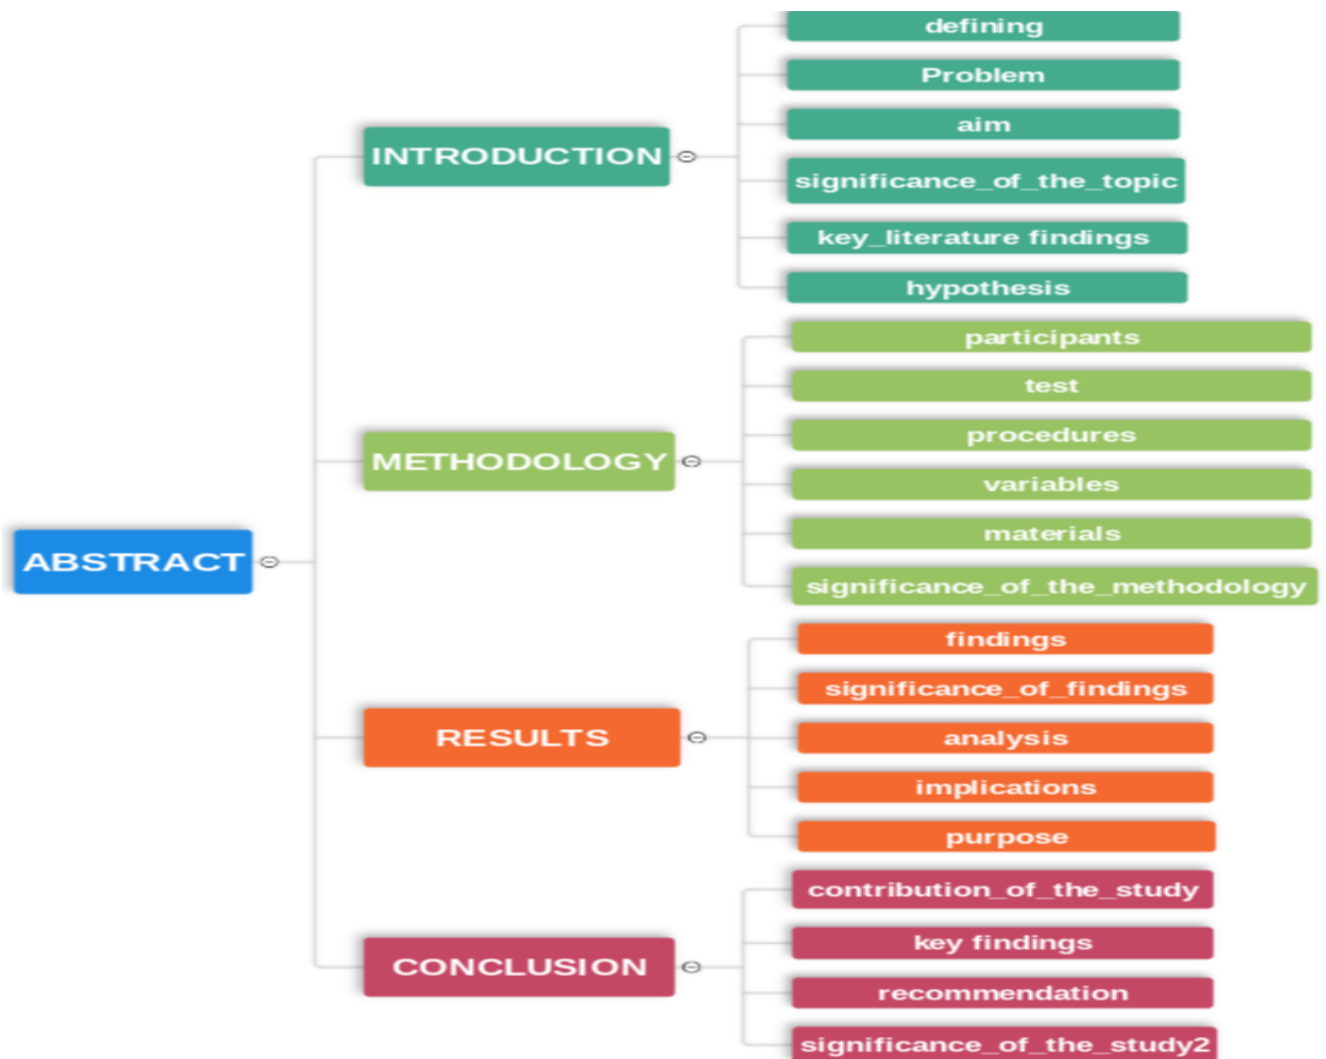 ABSTRACT
INTRODUCTION
defining
Problem
aim
significance_of_the_topic
key_literature findings
hypothesis
METHODOLOGY
participants
test
procedures
variables
materials
significance_of_the_methodology
RESULTS
findings
significance_of_findings
analysis
implications
purpose
CONCLUSION
contribution_of_the_study
key findings
recommendation
significance_of_the_study2